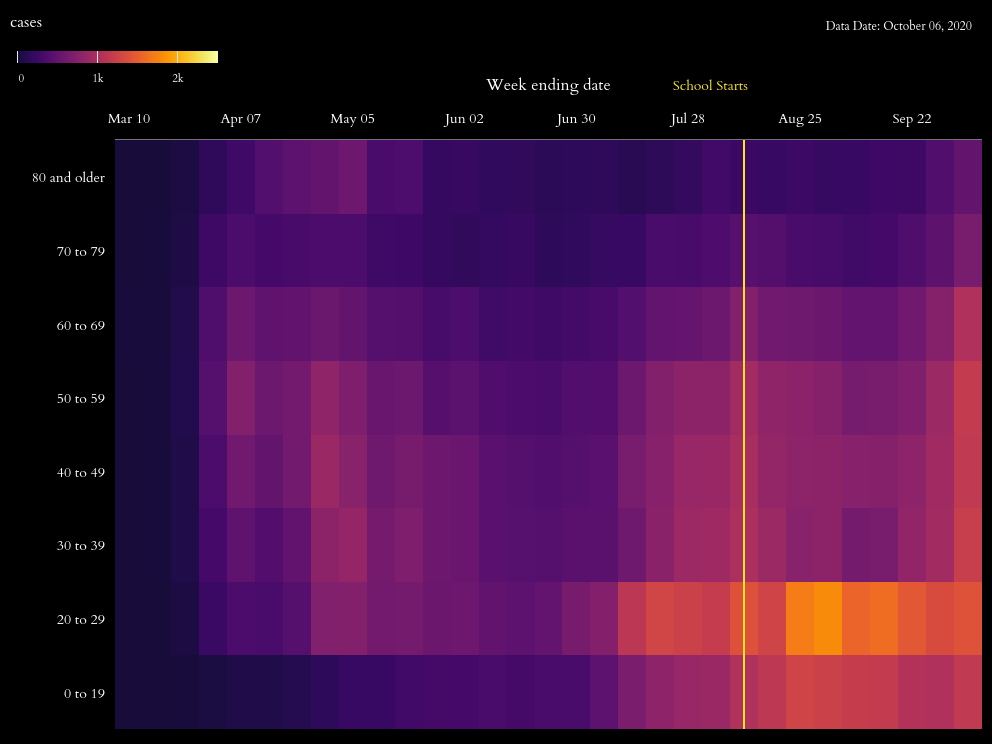 cases
Data Date: October 06, 2020
0 1k 2k
Week ending date School Starts
Mar 10 Apr 07 May 05 Jun 02 Jun 30 Jul 28 Aug 25 Sep 22
80 and older
70 to 79
60 to 69
50 to 59
40 to 49
30 to 39
20 to 29
0 to 19